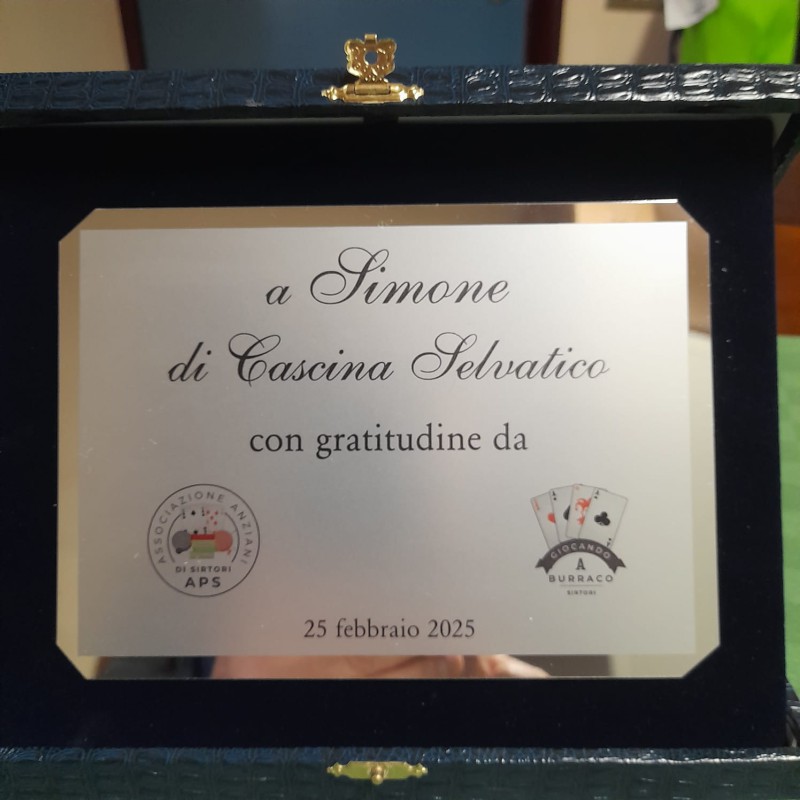 a Simone
di Cascina Selvatico
con gratitudine da
ASSOCIAZIONE ANZIANI
DI SIRTORI
APS
GIOCANDO
A
BURRACO
SIRTORI
25 febbraio 2025